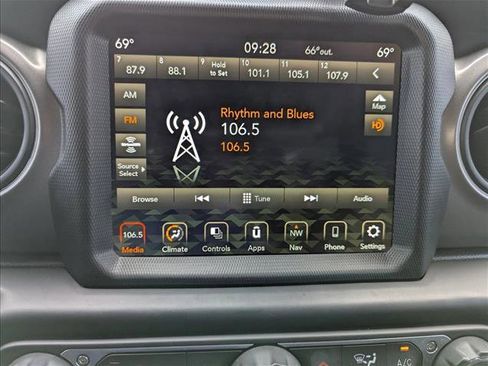 69° 09:28 66° out. 69°
7 8 9 10 11 12
87.9 88.1 Hold to Set 101.1 105.1 107.9
AM
Map
FM
HD
Rhythm and Blues
106.5
106.5
Source
Select
Browse Tune Audio
106.5 NW
Media Climate Controls Apps Nav Phone Settings
A/C